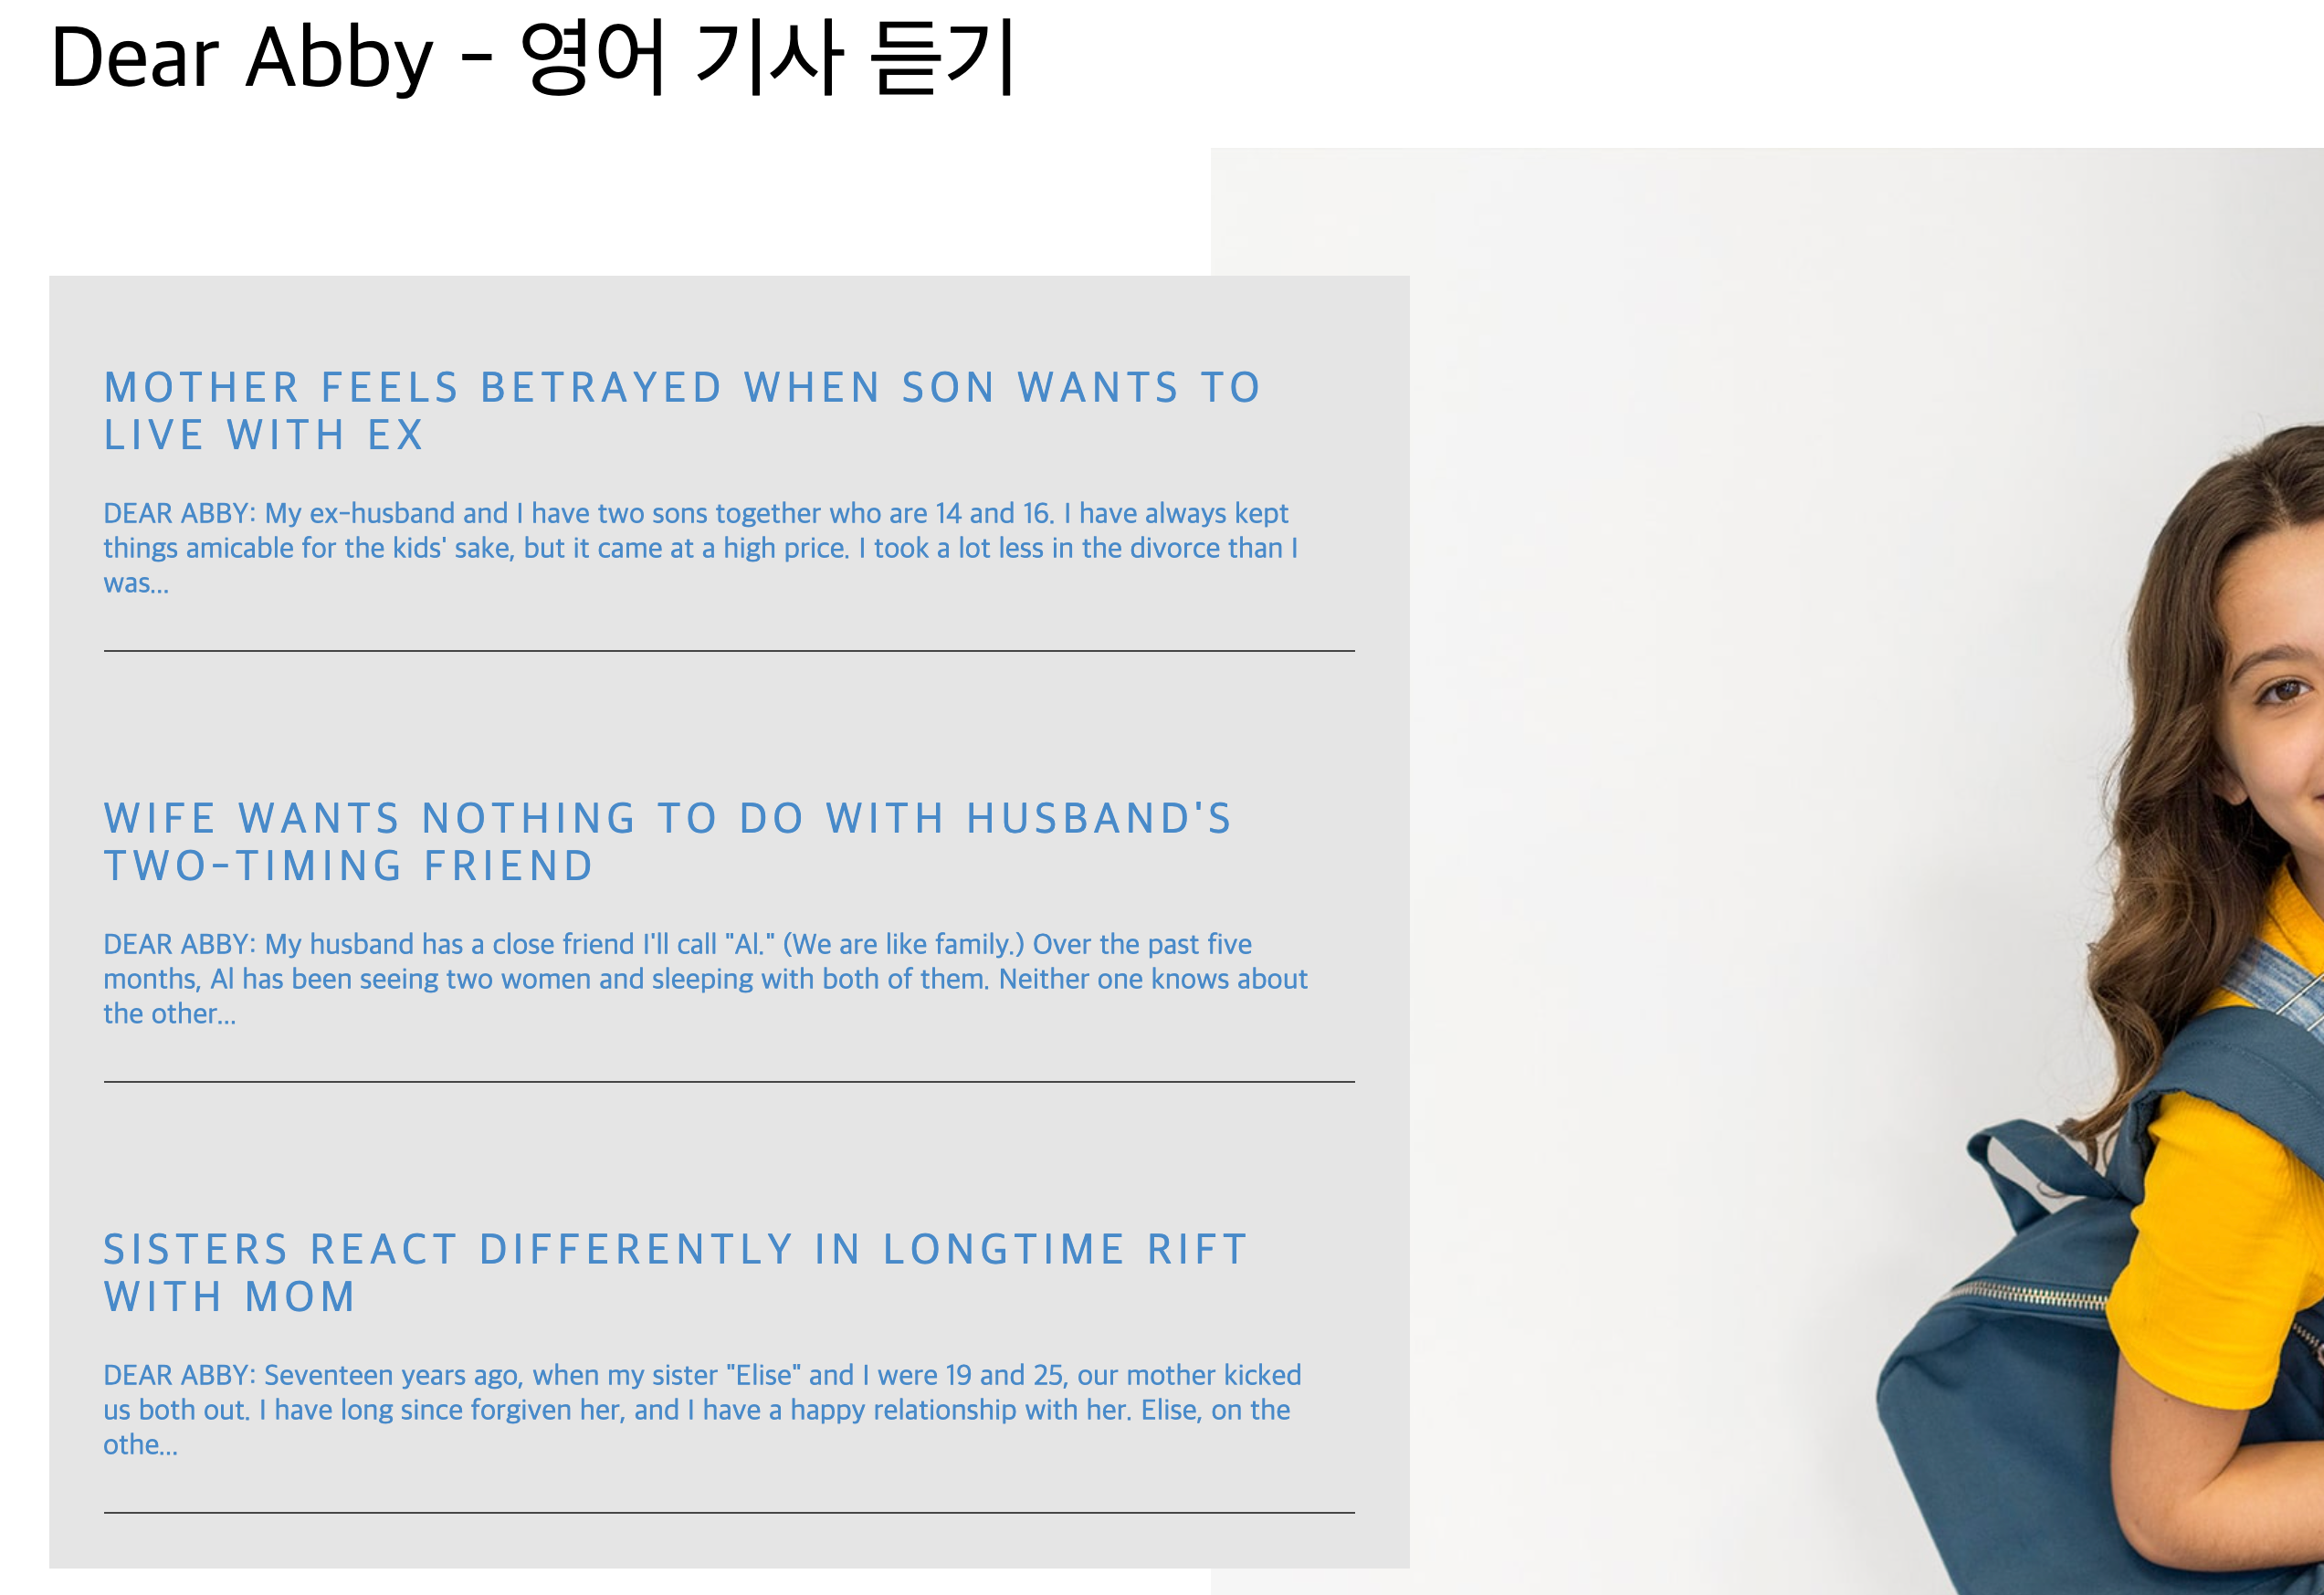 Dear Abby - 영어 기사 듣기
MOTHER FEELS BETRAYED WHEN SON WANTS TO
LIVE WITH EX
DEAR ABBY: My ex-husband and I have two sons together who are 14 and 16. I have always kept
things amicable for the kids' sake, but it came at a high price. I took a lot less in the divorce than I
was...
WIFE WANTS NOTHING TO DO WITH HUSBAND'S
TWO-TIMING FRIEND
DEAR ABBY: My husband has a close friend I'll call "Al." (We are like family.) Over the past five
months, Al has been seeing two women and sleeping with both of them. Neither one knows about
the other...
SISTERS REACT DIFFERENTLY IN LONGTIME RIFT
WITH MOM
DEAR ABBY: Seventeen years ago, when my sister "Elise" and I were 19 and 25, our mother kicked
us both out. I have long since forgiven her, and I have a happy relationship with her. Elise, on the
othe...